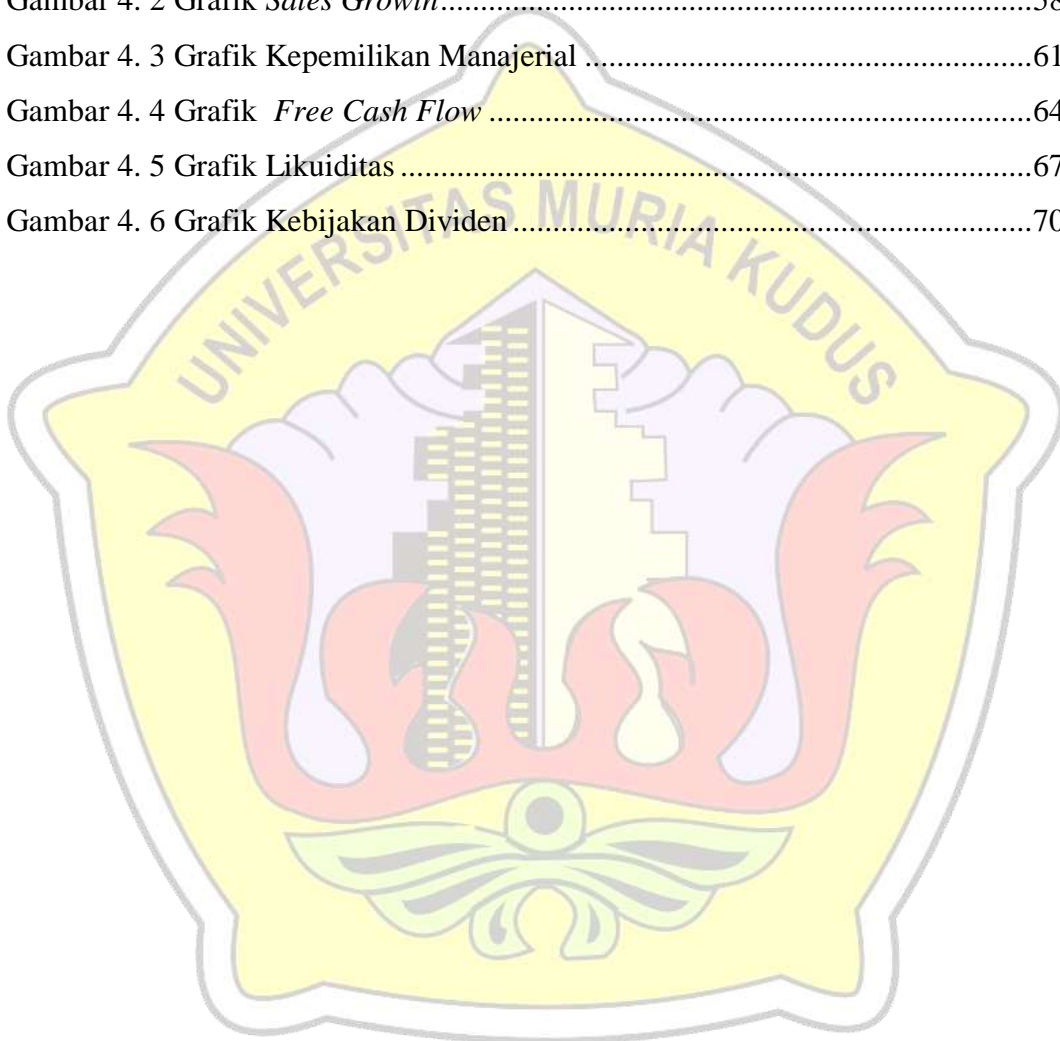 Gambar 4. 2 Grafik Sales Growth....................................................................................58
Gambar 4. 3 Grafik Kepemilikan Manajerial ................................................................61
Gambar 4. 4 Grafik  Free Cash Flow ............................................................................64
Gambar 4. 5 Grafik Likuiditas .......................................................................................67
Gambar 4. 6 Grafik Kebijakan Dividen .........................................................................70
UNIVERSITAS MURIA KUDUS